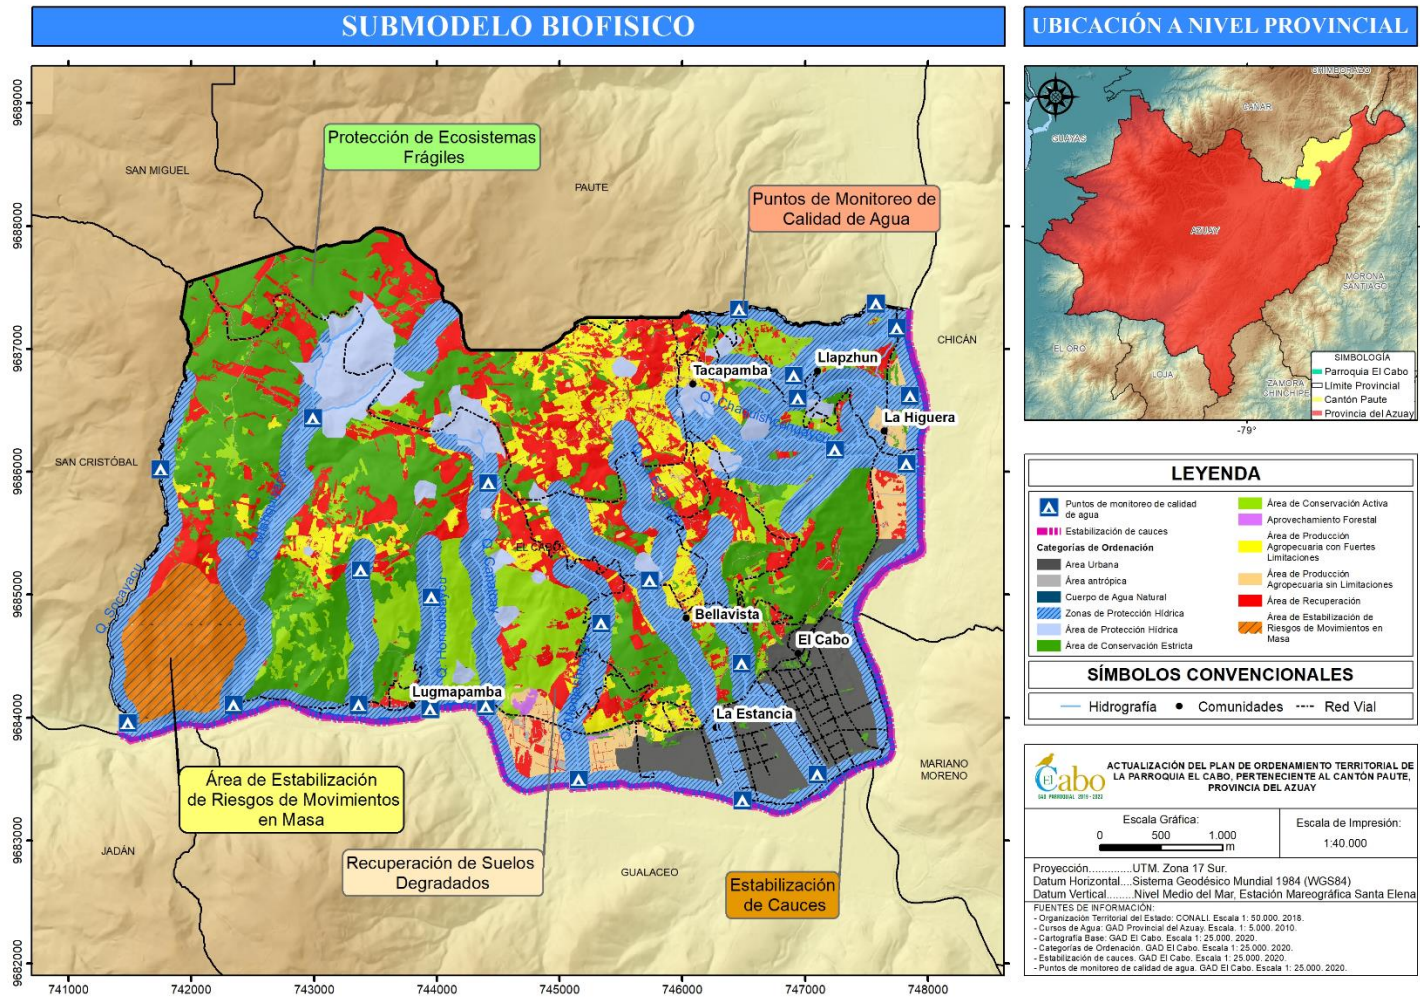 SUBMODELO BIOFISICO
UBICACIÓN A NIVEL PROVINCIAL
9689000
9688000
9687000
9686000
9685000
9684000
9683000
9682000
741000
742000
743000
744000
745000
746000
747000
748000
Protección de Ecosistemas
Frágiles
SAN MIGUEL
PAUTE
Puntos de Monitoreo de
Calidad de Agua
CHICÁN
Llapzhun
Tacapamba
La Higuera
SAN CRISTÓBAL
EL CABO
Q. Socayacu
Bellavista
El Cabo
Lugmapamba
La Estancia
MARIANO
MORENO
Área de Estabilización
de Riesgos de Movimientos
en Masa
JADÁN
Recuperación de Suelos
Degradados
GUALACEO
Estabilización
de Cauces
CHIMBORAZO
CAÑAR
GUAYAS
AZUAY
MORONA
SANTIAGO
EL ORO
LOJA
ZAMORA
CHINCHIPE
SIMBOLOGÍA
Parroquia El Cabo
Límite Provincial
Cantón Paute
Provincia del Azuay
-79°
LEYENDA
Puntos de monitoreo de calidad
de agua
Estabilización de cauces
Categorías de Ordenación
Area Urbana
Área antrópica
Cuerpo de Agua Natural
Zonas de Protección Hídrica
Área de Protección Hídrica
Área de Conservación Estricta
Área de Conservación Activa
Aprovechamiento Forestal
Área de Producción
Agropecuaria con Fuertes
Limitaciones
Área de Producción
Agropecuaria sin Limitaciones
Área de Recuperación
Área de Estabilización de
Riesgos de Movimientos en
Masa
SÍMBOLOS CONVENCIONALES
Hidrografía
Comunidades
Red Vial
El Cabo
GAD PARROQUIAL 2019 - 2023
ACTUALIZACIÓN DEL PLAN DE ORDENAMIENTO TERRITORIAL DE
LA PARROQUIA EL CABO, PERTENECIENTE AL CANTÓN PAUTE,
PROVINCIA DEL AZUAY
Escala Gráfica:
0 500 1.000
m
Escala de Impresión:
1:40.000
Proyección.............UTM. Zona 17 Sur.
Datum Horizontal....Sistema Geodésico Mundial 1984 (WGS84)
Datum Vertical.........Nivel Medio del Mar, Estación Mareográfica Santa Elena
FUENTES DE INFORMACIÓN:
- Organización Territorial del Estado: CONALI. Escala 1: 50.000. 2018.
- Cursos de Agua: GAD Provincial del Azuay. Escala. 1: 5.000. 2010.
- Cartografía Base: GAD El Cabo. Escala 1: 25.000. 2020.
- Categorías de Ordenación. GAD El Cabo. Escala 1: 25.000. 2020.
- Estabilización de cauces. GAD El Cabo. Escala 1: 25.000. 2020.
- Puntos de monitoreo de calidad de agua. GAD El Cabo. Escala 1: 25.000. 2020.